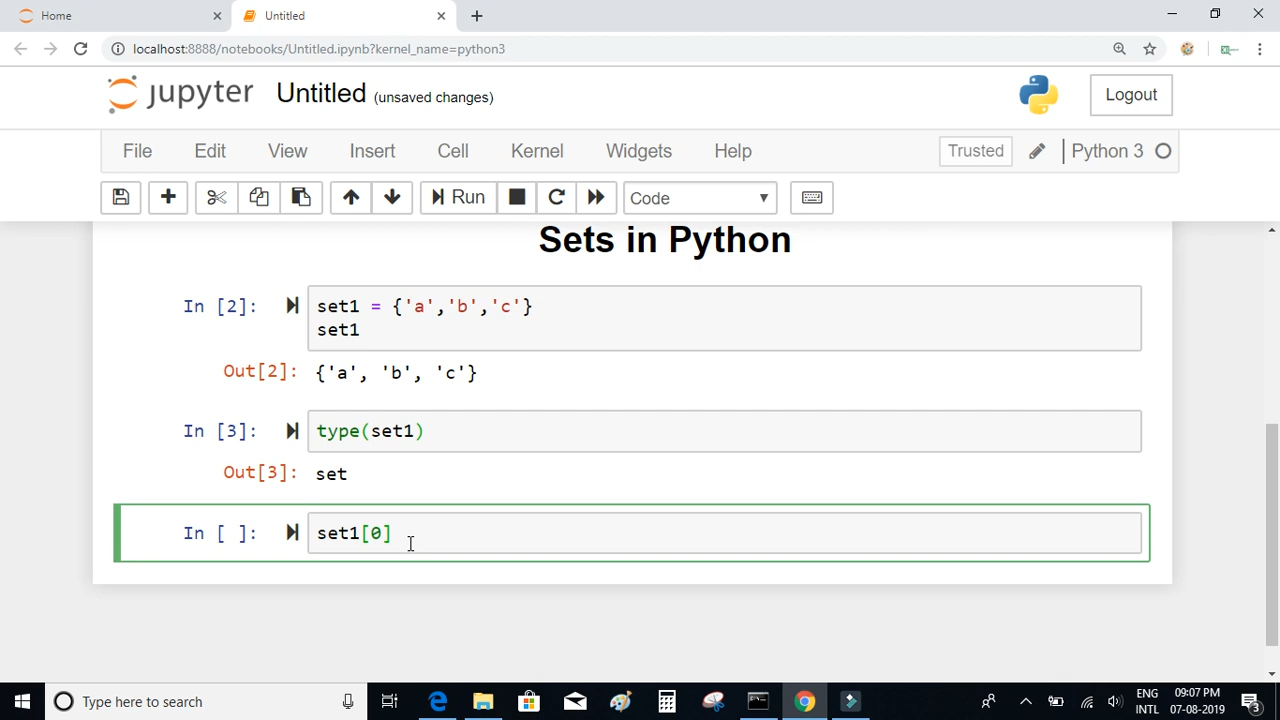 Home
Untitled
localhost:8888/notebooks/Untitled.ipynb?kernel_name=python3
jupyter Untitled (unsaved changes)
Logout
File Edit View Insert Cell Kernel Widgets Help Trusted Python 3
Run Code
Sets in Python
In [2]: set1 = {'a','b','c'}
set1
Out[2]: {'a', 'b', 'c'}
In [3]: type(set1)
Out[3]: set
In [ ]: set1[0]
Type here to search
ENG 09:07 PM
INTL 07-08-2019
3